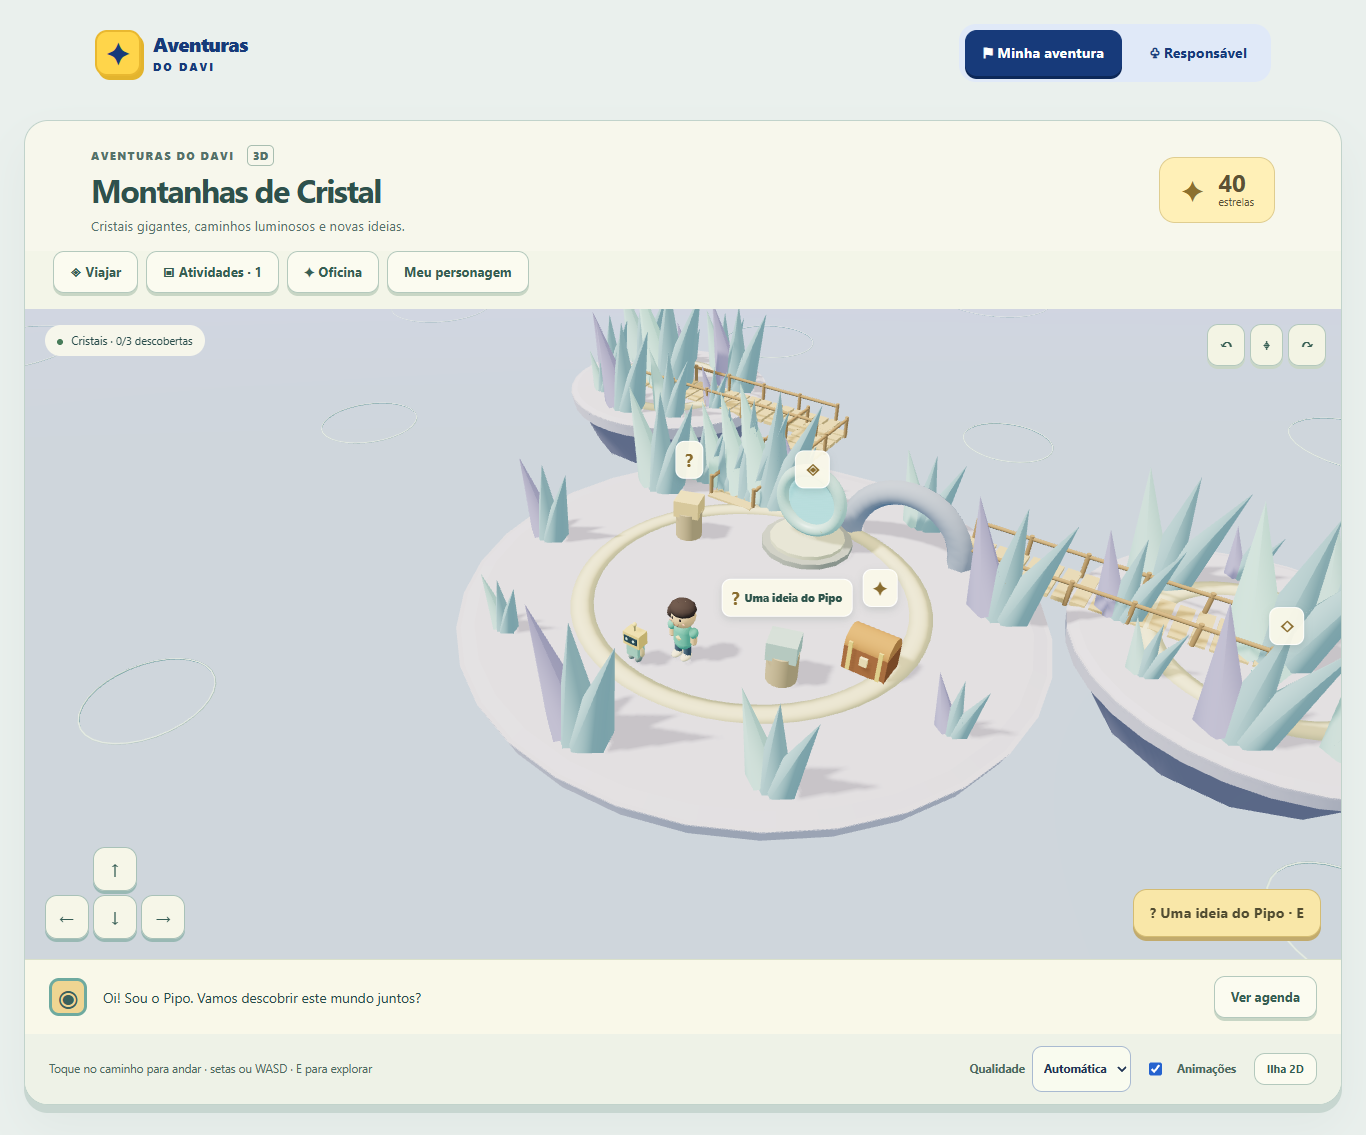 Aventuras
DO DAVI
Minha aventura
Responsável
AVENTURAS DO DAVI 3D
Montanhas de Cristal
Cristais gigantes, caminhos luminosos e novas ideias.
40
estrelas
Viajar
Atividades · 1
Oficina
Meu personagem
Cristais · 0/3 descobertas
?
? Uma ideia do Pipo
↑
← ↓ →
? Uma ideia do Pipo · E
Oi! Sou o Pipo. Vamos descobrir este mundo juntos?
Ver agenda
Toque no caminho para andar · setas ou WASD · E para explorar
Qualidade Automática Animações Ilha 2D